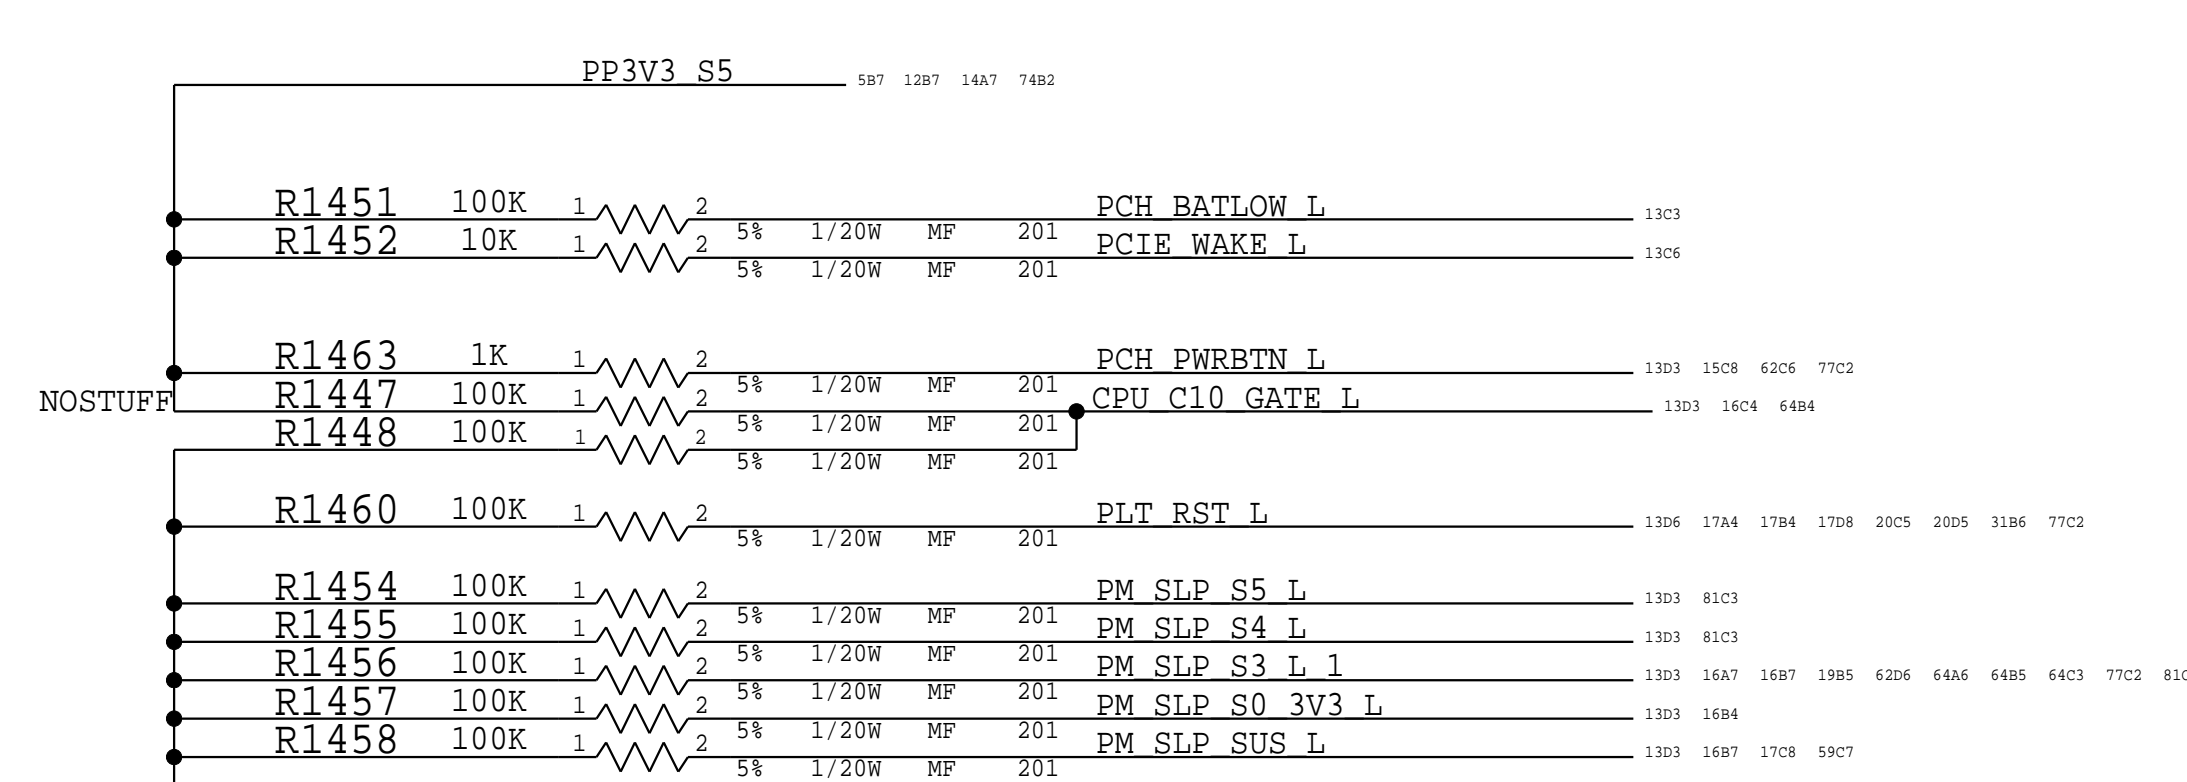 PP3V3_S5 5B7 12B7 14A7 74B2
R1451 100K 1 2 PCH_BATLOW_L 13C3
5% 1/20W MF 201
R1452 10K 1 2 PCIE_WAKE_L 13C6
5% 1/20W MF 201
R1463 1K 1 2 PCH_PWRBTN_L 13D3 15C8 62C6 77C2
5% 1/20W MF 201
NOSTUFF R1447 100K 1 2 CPU_C10_GATE_L 13D3 16C4 64B4
5% 1/20W MF 201
R1448 100K 1 2
5% 1/20W MF 201
R1460 100K 1 2 PLT_RST_L 13D6 17A4 17B4 17D8 20C5 20D5 31B6 77C2
5% 1/20W MF 201
R1454 100K 1 2 PM_SLP_S5_L 13D3 81C3
5% 1/20W MF 201
R1455 100K 1 2 PM_SLP_S4_L 13D3 81C3
5% 1/20W MF 201
R1456 100K 1 2 PM_SLP_S3_L_1 13D3 16A7 16B7 19B5 62D6 64A6 64B5 64C3 77C2
5% 1/20W MF 201
R1457 100K 1 2 PM_SLP_S0_3V3_L 13D3 16B4
5% 1/20W MF 201
R1458 100K 1 2 PM_SLP_SUS_L 13D3 16B7 17C8 59C7
5% 1/20W MF 201